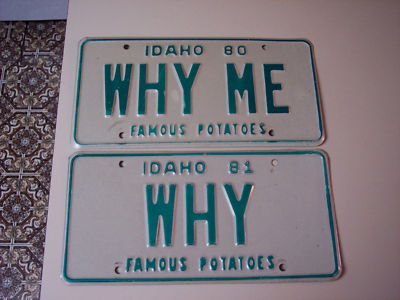 IDAHO 80
WHY ME
FAMOUS POTATOES
IDAHO 81
WHY
FAMOUS POTATOES